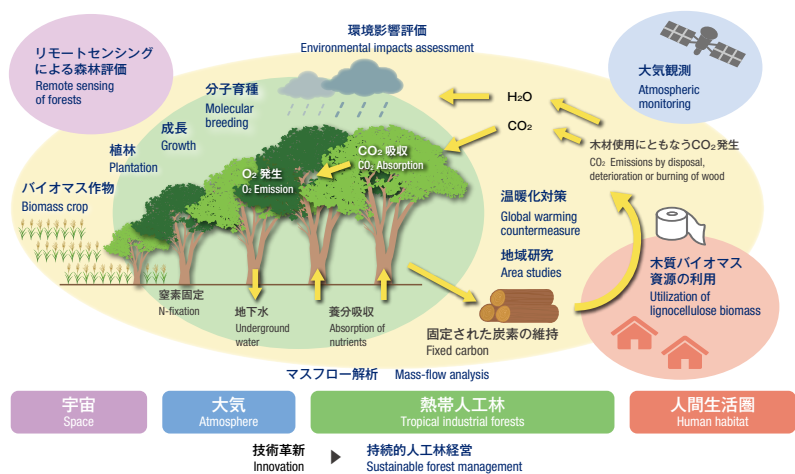 環境影響評価
Environmental impacts assessment
リモートセンシング
による森林評価
Remote sensing
of forests
大気観測
Atmospheric
monitoring
分子育種
Molecular
breeding
成長
Growth
植林
Plantation
バイオマス作物
Biomass crop
H₂O
CO₂
CO₂ 吸収
CO₂ Absorption
O₂ 発生
O₂ Emission
木材使用にともなうCO₂発生
CO₂ Emissions by disposal,
deterioration or burning of wood
温暖化対策
Global warming
countermeasure
地域研究
Area studies
木質バイオマス
資源の利用
Utilization of
lignocellulose biomass
窒素固定
N-fixation
地下水
Underground
water
養分吸収
Absorption of
nutrients
固定された炭素の維持
Fixed carbon
マスフロー解析 Mass-flow analysis
宇宙
Space
大気
Atmosphere
熱帯人工林
Tropical industrial forests
人間生活圏
Human habitat
技術革新
Innovation
持続的人工林経営
Sustainable forest management